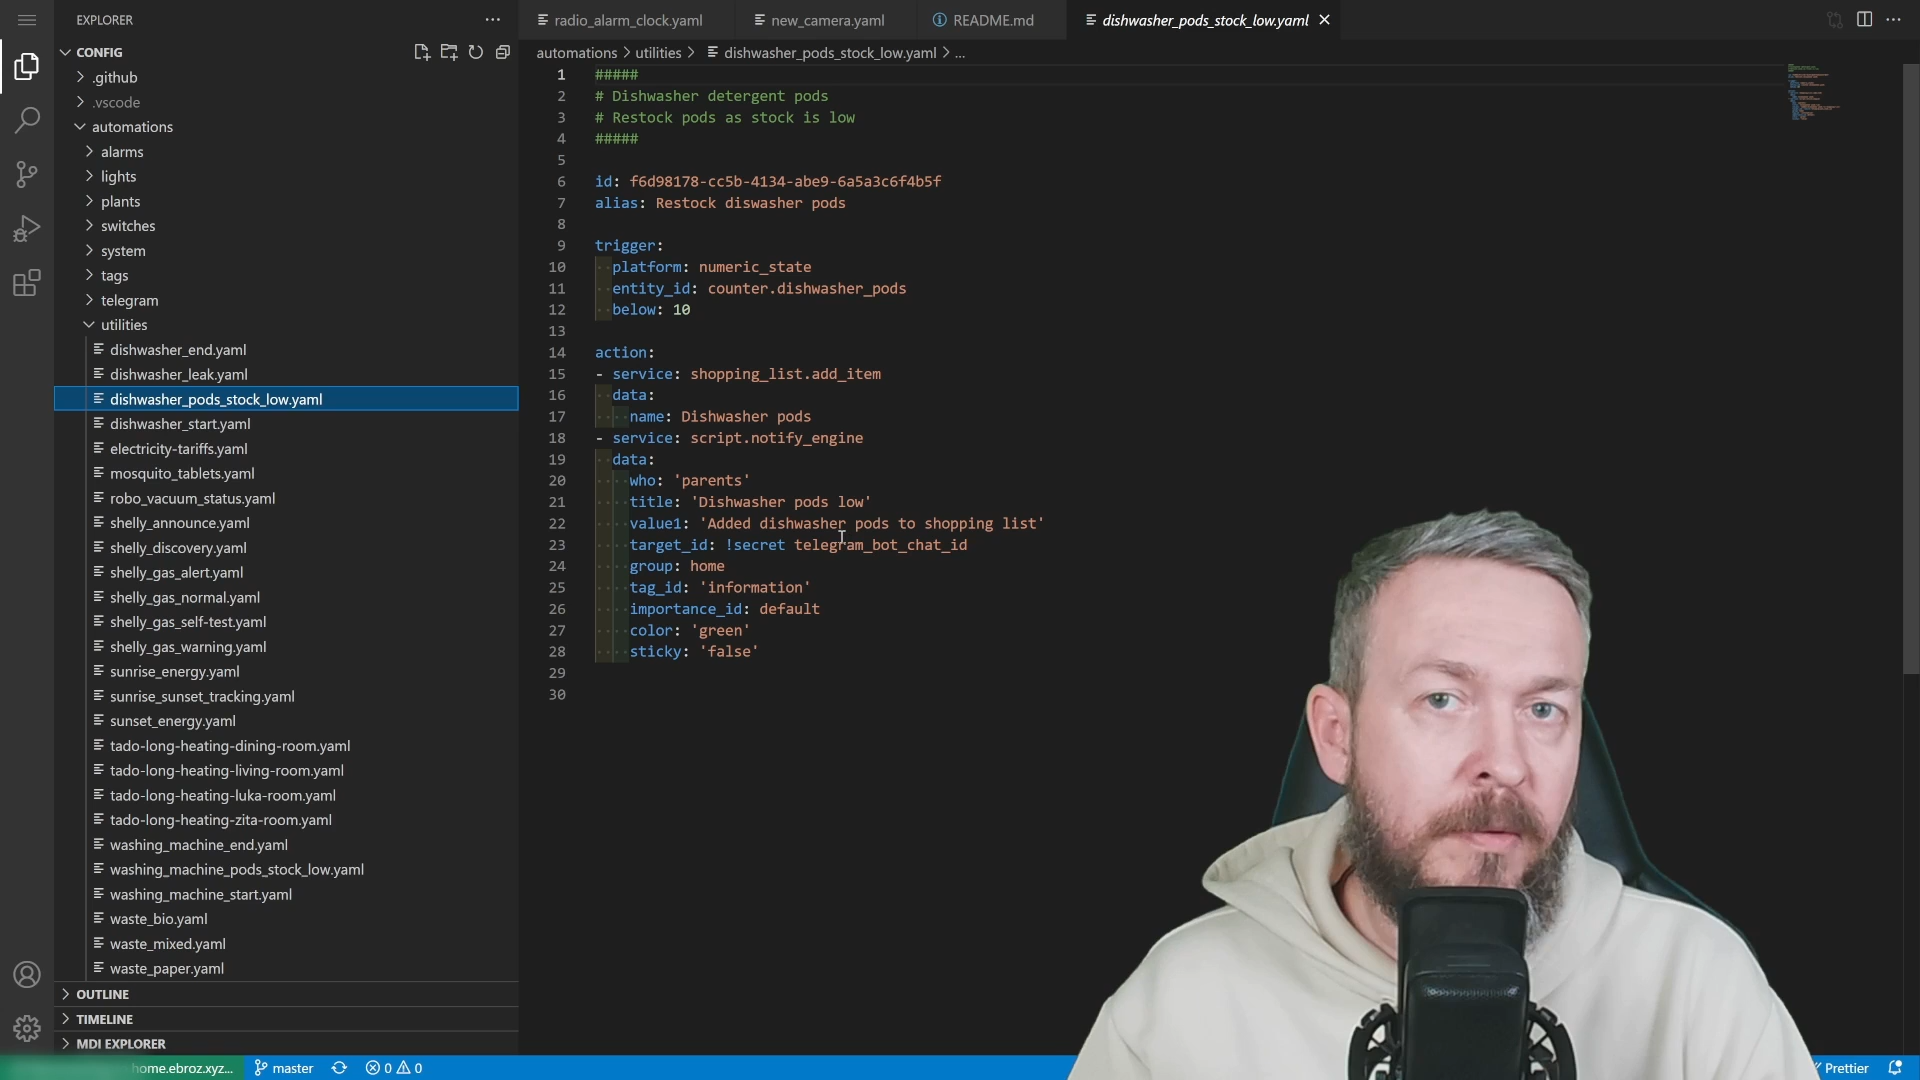 EXPLORER
radio_alarm_clock.yaml
new_camera.yaml
README.md
dishwasher_pods_stock_low.yaml
CONFIG
automations > utilities > dishwasher_pods_stock_low.yaml > ...
.github
.vscode
automations
alarms
lights
plants
switches
system
tags
telegram
utilities
dishwasher_end.yaml
dishwasher_leak.yaml
dishwasher_pods_stock_low.yaml
dishwasher_start.yaml
electricity-tariffs.yaml
mosquito_tablets.yaml
robo_vacuum_status.yaml
shelly_announce.yaml
shelly_discovery.yaml
shelly_gas_alert.yaml
shelly_gas_normal.yaml
shelly_gas_self-test.yaml
shelly_gas_warning.yaml
sunrise_energy.yaml
sunrise_sunset_tracking.yaml
sunset_energy.yaml
tado-long-heating-dining-room.yaml
tado-long-heating-living-room.yaml
tado-long-heating-luka-room.yaml
tado-long-heating-zita-room.yaml
washing_machine_end.yaml
washing_machine_pods_stock_low.yaml
washing_machine_start.yaml
waste_bio.yaml
waste_mixed.yaml
waste_paper.yaml
OUTLINE
TIMELINE
MDI EXPLORER
1 #####
2 # Dishwasher detergent pods
3 # Restock pods as stock is low
4 #####
5
6 id: f6d98178-cc5b-4134-abe9-6a5a3c6f4b5f
7 alias: Restock diswasher pods
8
9 trigger:
10 platform: numeric_state
11 entity_id: counter.dishwasher_pods
12 below: 10
13
14 action:
15 - service: shopping_list.add_item
16 data:
17 name: Dishwasher pods
18 - service: script.notify_engine
19 data:
20 who: 'parents'
21 title: 'Dishwasher pods low'
22 value1: 'Added dishwasher pods to shopping list'
23 target_id: !secret telegram_bot_chat_id
24 group: home
25 tag_id: 'information'
26 importance_id: default
27 color: 'green'
28 sticky: 'false'
29
30
home.ebroz.xyz...
master
0
0
Prettier